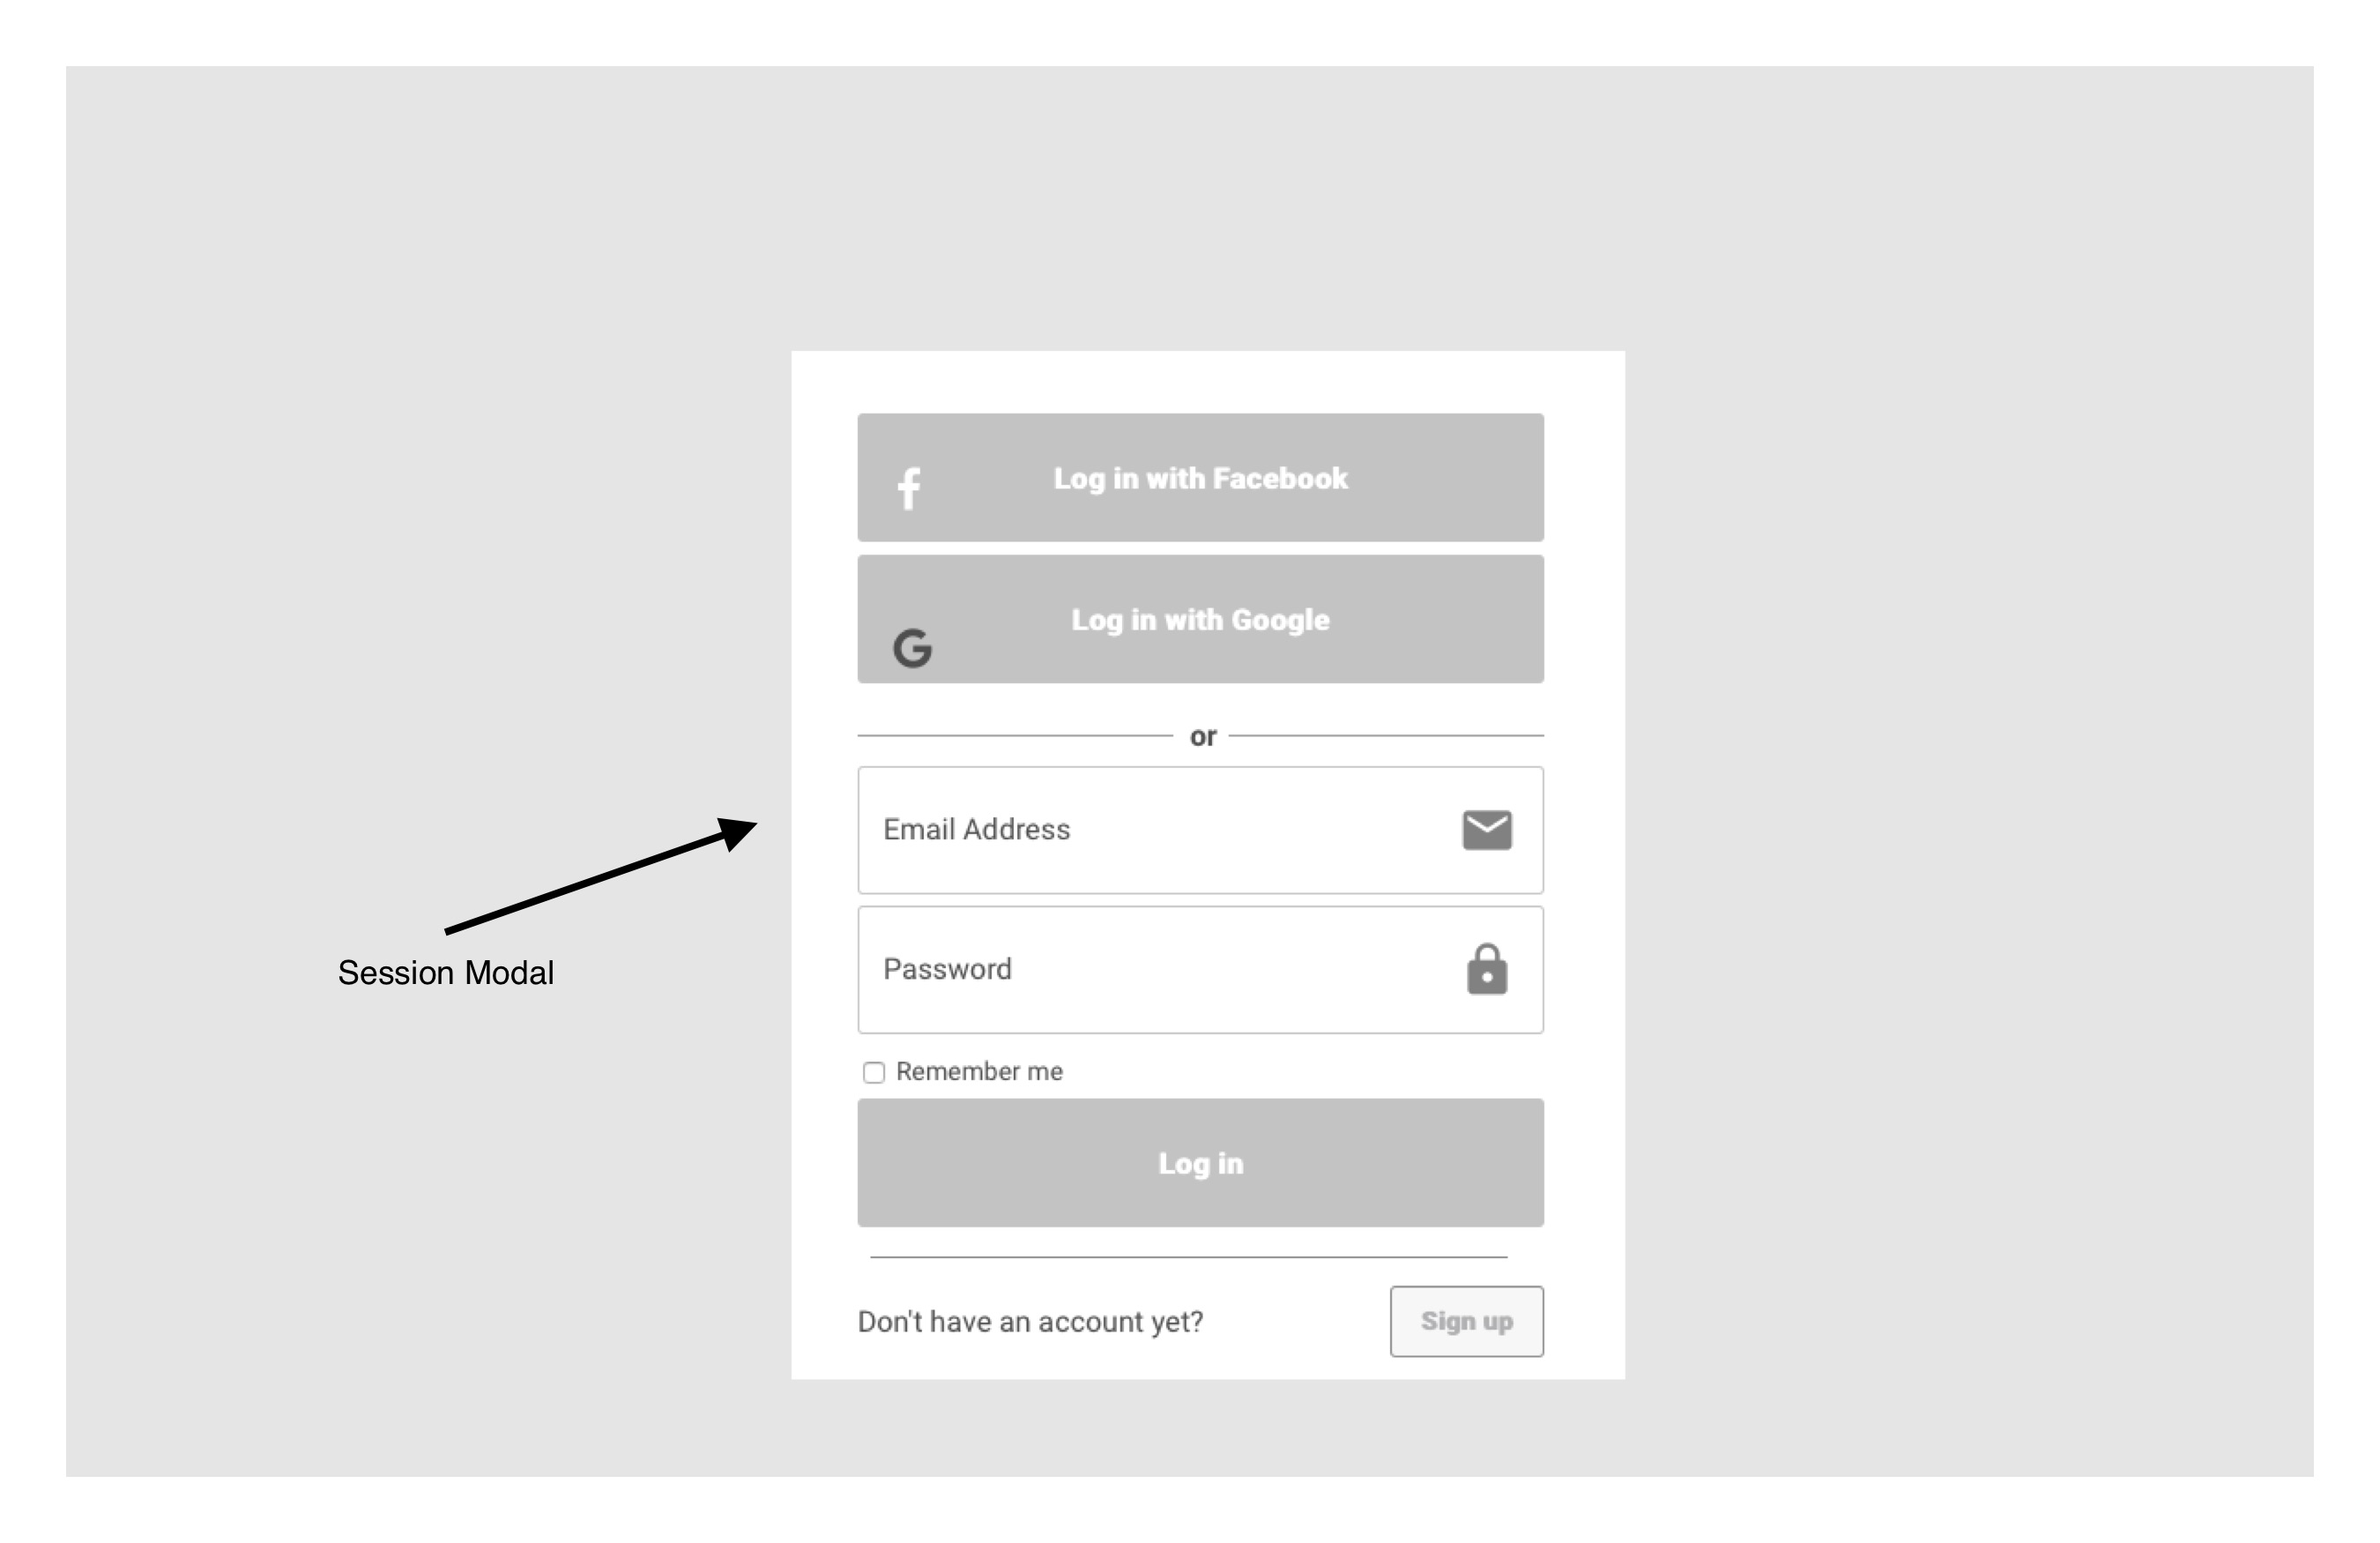 Log in with Facebook
Log in with Google
or
Email Address
Session Modal
Password
Remember me
Log in
Don't have an account yet?
Sign up